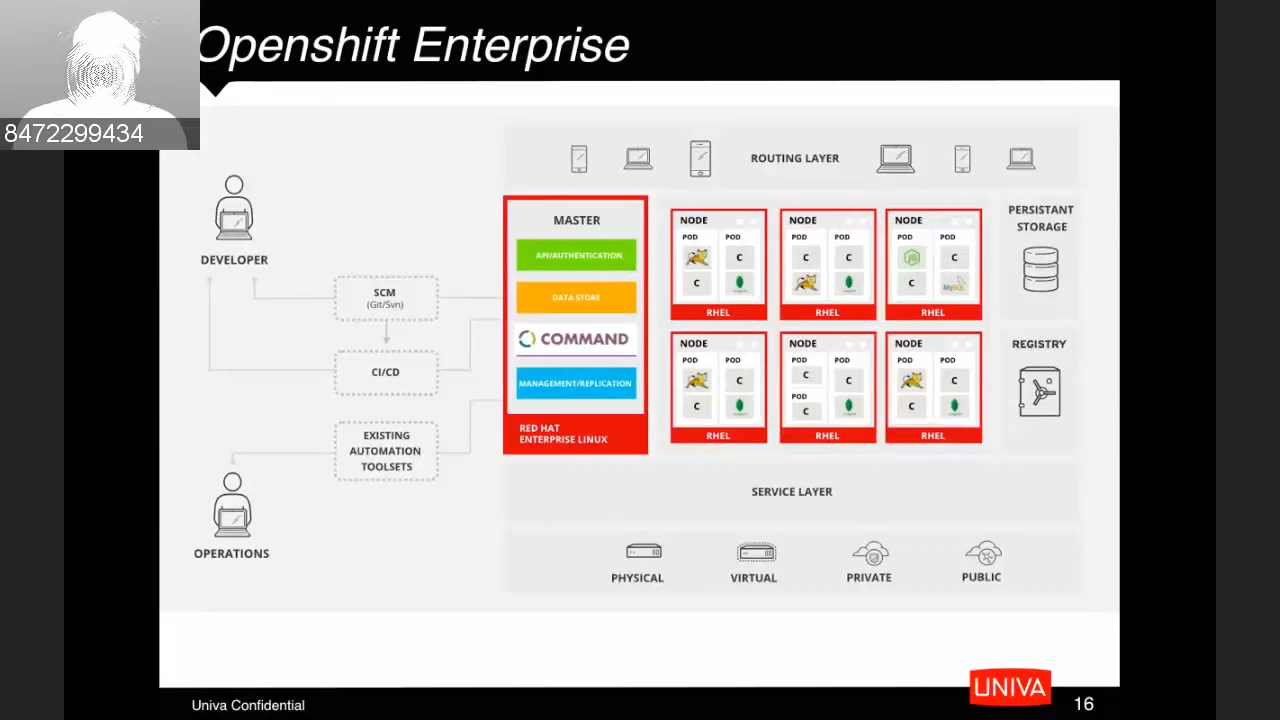 Openshift Enterprise
8472299434
ROUTING LAYER
DEVELOPER
SCM
(Git/Svn)
CI/CD
EXISTING
AUTOMATION
TOOLSETS
OPERATIONS
MASTER
API/AUTHENTICATION
DATA STORE
COMMAND
MANAGEMENT/REPLICATION
RED HAT
ENTERPRISE LINUX
NODE
POD POD
C
C
RHEL
NODE
POD POD
C C
RHEL
NODE
POD POD
JS C
C MySQL
RHEL
NODE
POD POD
C
C
RHEL
NODE
POD POD
C C
POD
C
RHEL
NODE
POD POD
C
C
RHEL
PERSISTANT
STORAGE
REGISTRY
SERVICE LAYER
PHYSICAL
VIRTUAL
PRIVATE
PUBLIC
Univa Confidential
UNIVA
16